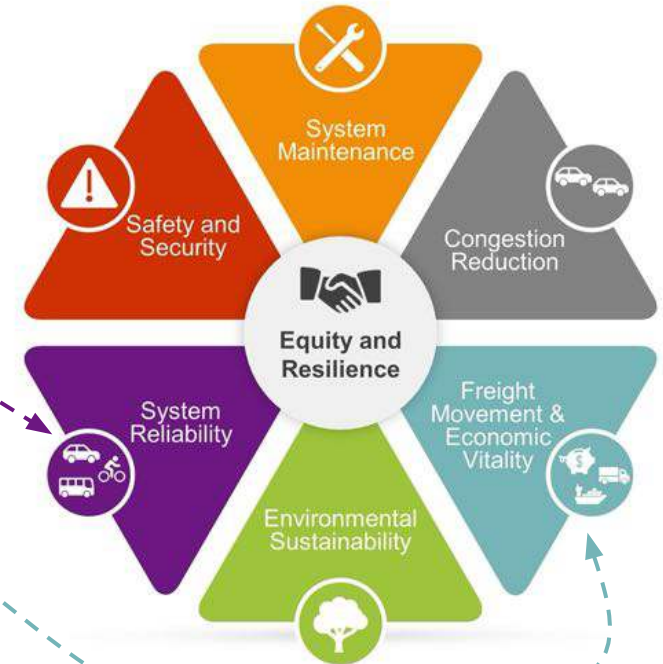 System
Maintenance
Safety and
Security
Congestion
Reduction
Equity and
Resilience
System
Reliability
Freight
Movement &
Economic
Vitality
Environmental
Sustainability
$